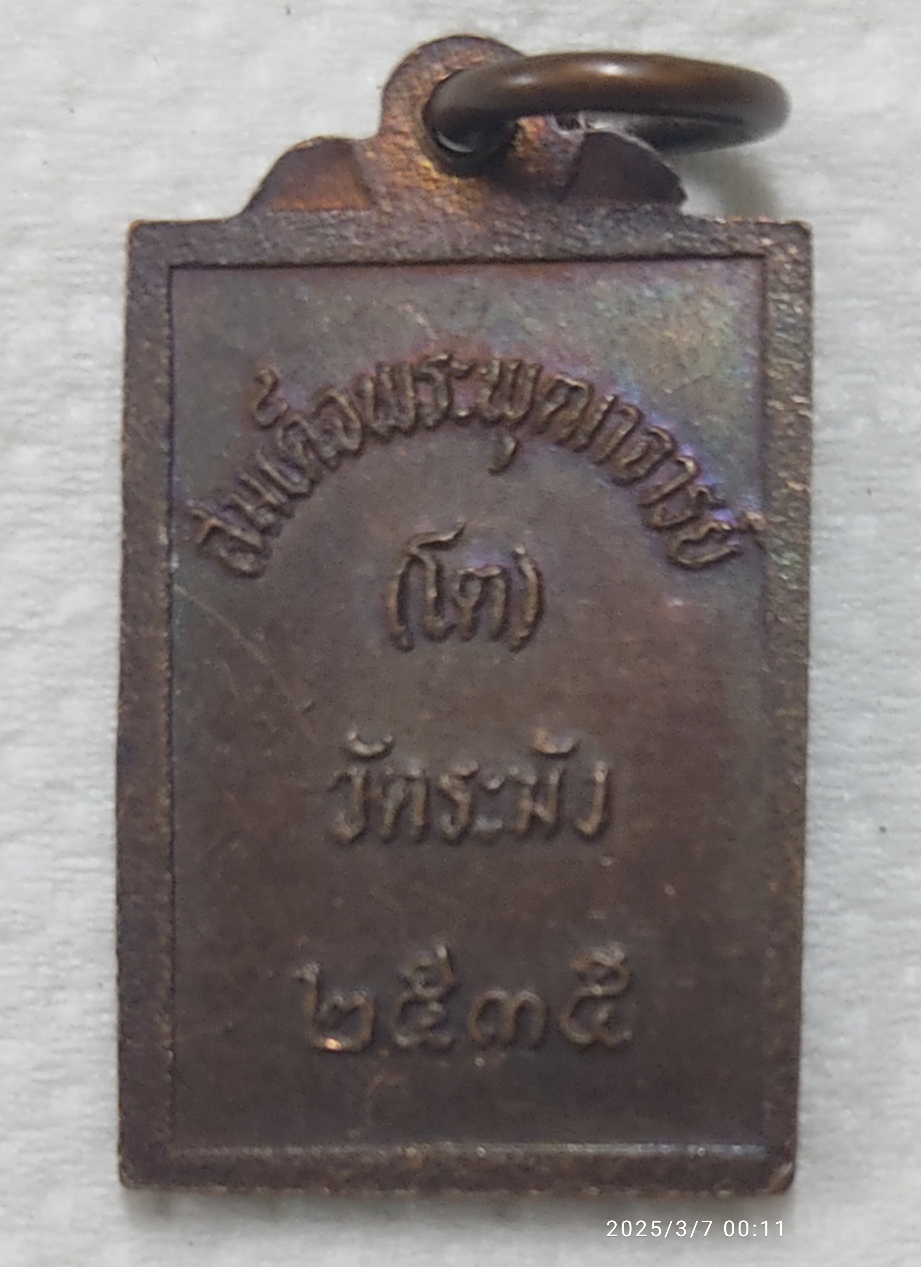 สมเด็จพระพุฒาจารย์
(โต)
วัดระฆัง
๒๕๓๕
2025/3/7 00:11